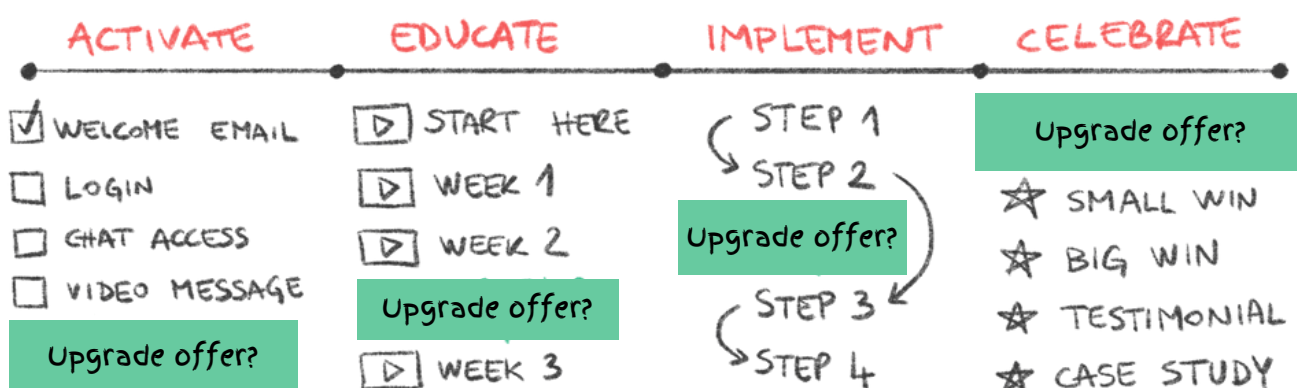 ACTIVATE
WELCOME EMAIL
LOGIN
CHAT ACCESS
VIDEO MESSAGE
Upgrade offer?
EDUCATE
START HERE
WEEK 1
WEEK 2
Upgrade offer?
WEEK 3
IMPLEMENT
STEP 1
STEP 2
Upgrade offer?
STEP 3
STEP 4
CELEBRATE
Upgrade offer?
SMALL WIN
BIG WIN
TESTIMONIAL
CASE STUDY